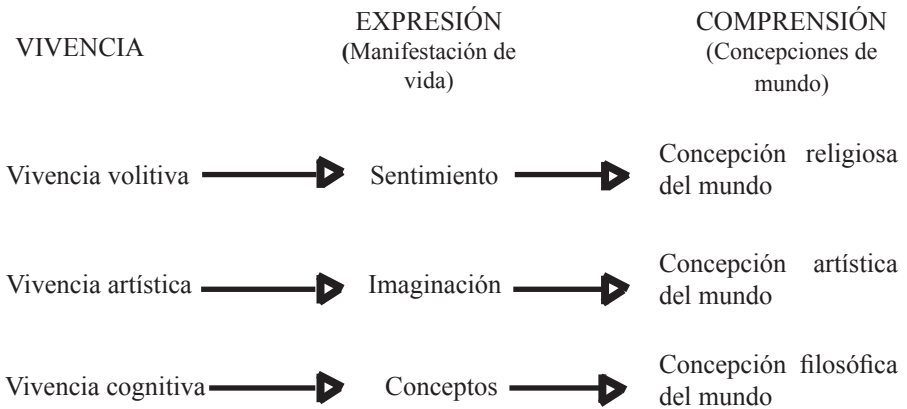 VIVENCIA
EXPRESIÓN
(Manifestación de
vida)
COMPRENSIÓN
(Concepciones de
mundo)
Vivencia volitiva
Sentimiento
Concepción religiosa
del mundo
Vivencia artística
Imaginación
Concepción artística
del mundo
Vivencia cognitiva
Conceptos
Concepción filosófica
del mundo